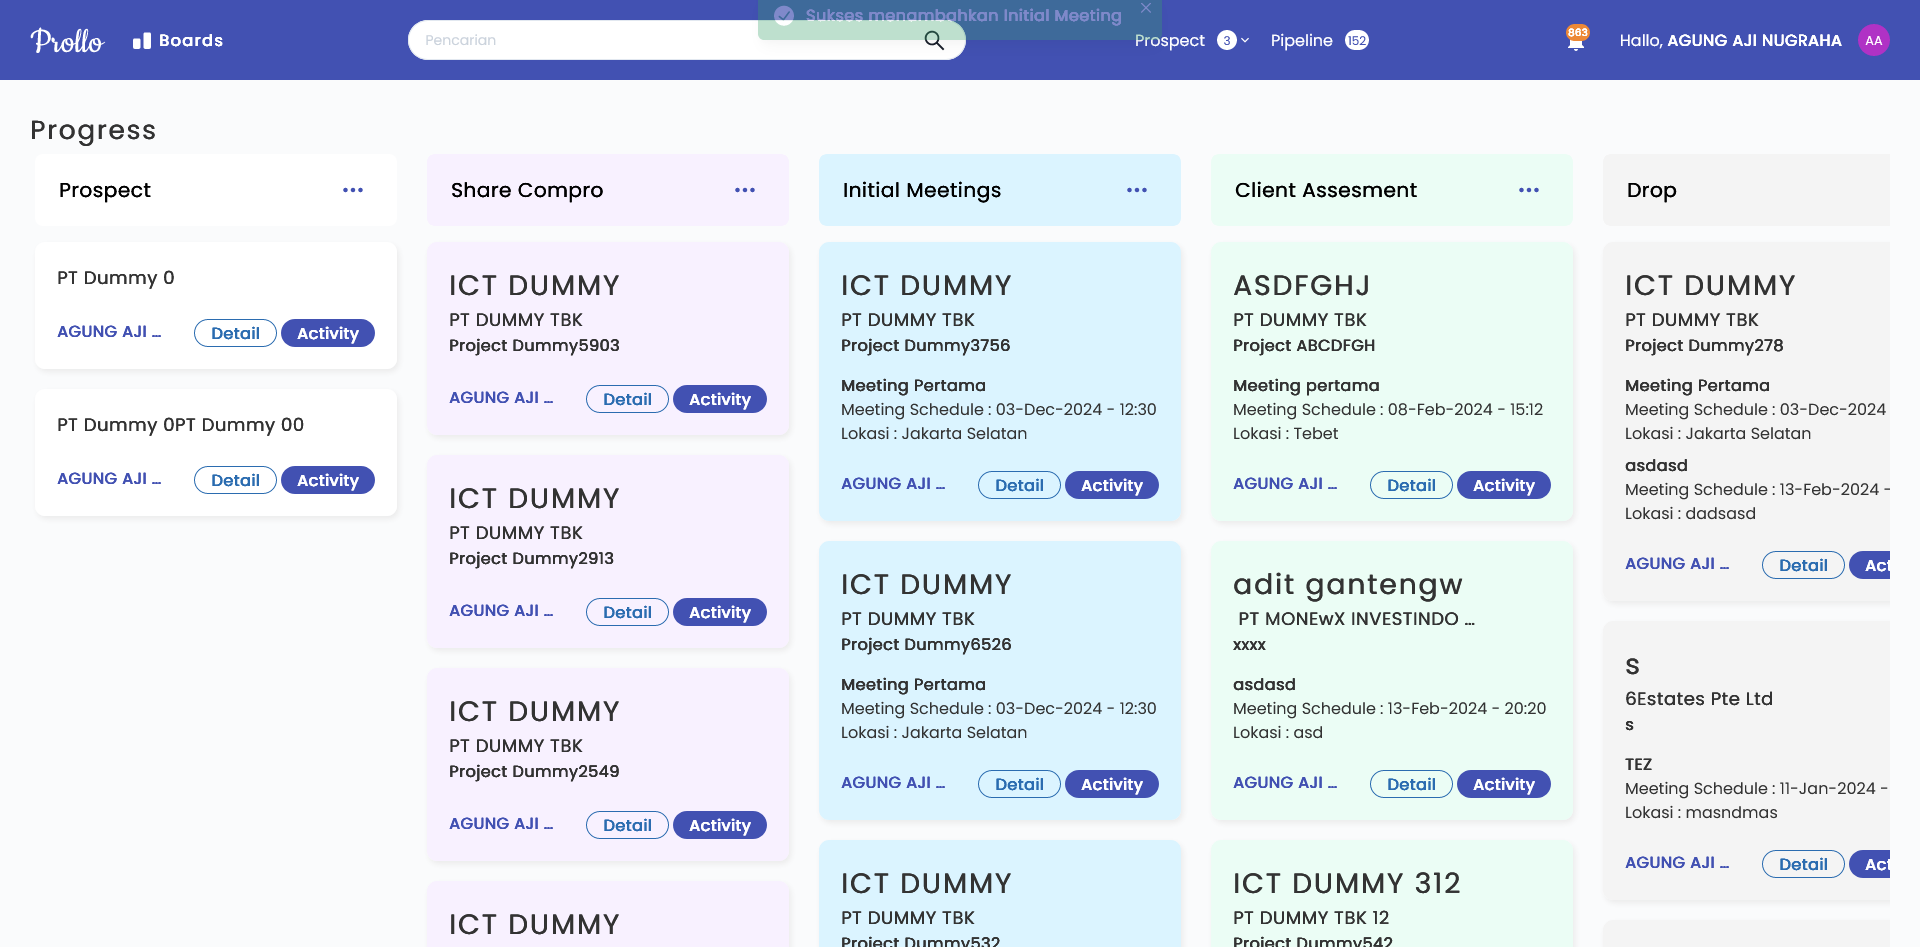 Prollo
Boards
Pencarian
Sukses menambahkan Initial Meeting
Prospect 3
Pipeline 152
863
Hallo, AGUNG AJI NUGRAHA
AA
Progress
Prospect
PT Dummy 0
AGUNG AJI ...
Detail
Activity
PT Dummy 0PT Dummy 00
AGUNG AJI ...
Detail
Activity
Share Compro
ICT DUMMY
PT DUMMY TBK
Project Dummy5903
AGUNG AJI ...
Detail
Activity
ICT DUMMY
PT DUMMY TBK
Project Dummy2913
AGUNG AJI ...
Detail
Activity
ICT DUMMY
PT DUMMY TBK
Project Dummy2549
AGUNG AJI ...
Detail
Activity
ICT DUMMY
Initial Meetings
ICT DUMMY
PT DUMMY TBK
Project Dummy3756
Meeting Pertama
Meeting Schedule : 03-Dec-2024 - 12:30
Lokasi : Jakarta Selatan
AGUNG AJI ...
Detail
Activity
ICT DUMMY
PT DUMMY TBK
Project Dummy6526
Meeting Pertama
Meeting Schedule : 03-Dec-2024 - 12:30
Lokasi : Jakarta Selatan
AGUNG AJI ...
Detail
Activity
ICT DUMMY
PT DUMMY TBK
Project Dummy532
Client Assesment
ASDFGHJ
PT DUMMY TBK
Project ABCDFGH
Meeting pertama
Meeting Schedule : 08-Feb-2024 - 15:12
Lokasi : Tebet
AGUNG AJI ...
Detail
Activity
adit gantengw
PT MONEwX INVESTINDO ...
xxxx
asdasd
Meeting Schedule : 13-Feb-2024 - 20:20
Lokasi : asd
AGUNG AJI ...
Detail
Activity
ICT DUMMY 312
PT DUMMY TBK 12
Project Dummy542
Drop
ICT DUMMY
PT DUMMY TBK
Project Dummy278
Meeting Pertama
Meeting Schedule : 03-Dec-2024
Lokasi : Jakarta Selatan
asdasd
Meeting Schedule : 13-Feb-2024 -
Lokasi : dadsasd
AGUNG AJI ...
Detail
Act
S
6Estates Pte Ltd
s
TEZ
Meeting Schedule : 11-Jan-2024 -
Lokasi : masndmas
AGUNG AJI ...
Detail
Act